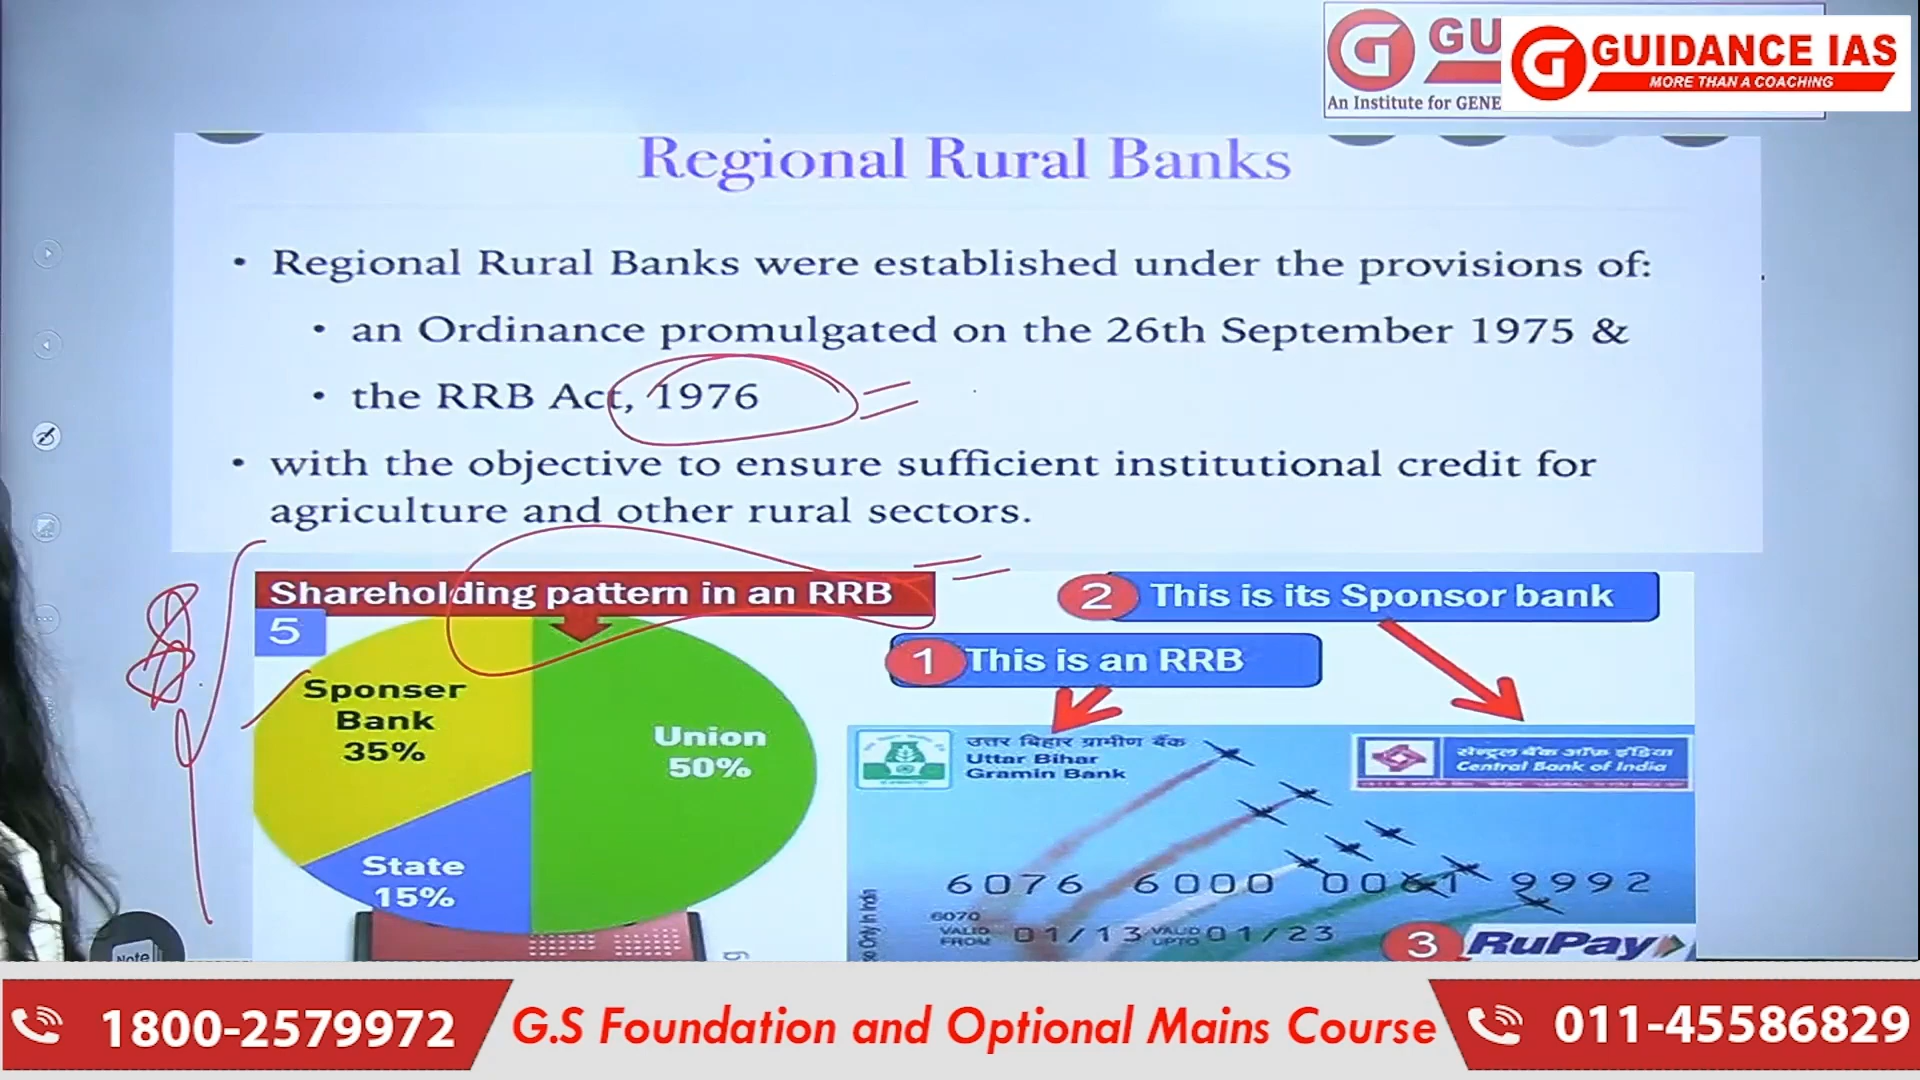 GU
An Institute for GENE
GUIDANCE IAS
MORE THAN A COACHING
Regional Rural Banks
• Regional Rural Banks were established under the provisions of:
• an Ordinance promulgated on the 26th September 1975 &
• the RRB Act, 1976
• with the objective to ensure sufficient institutional credit for
agriculture and other rural sectors.
Shareholding pattern in an RRB
5
Sponser
Bank
35%
Union
50%
State
15%
2 This is its Sponsor bank
1 This is an RRB
उत्तर बिहार ग्रामीण बैंक
Uttar Bihar
Gramin Bank
सेन्ट्रल बैंक ऑफ इंडिया
Central Bank of India
6076 6000 0061 9992
6070
VALID
FROM
01/13
VALID
UPTO
01/23
3 RuPay
Note
1800-2579972
G.S Foundation and Optional Mains Course
011-45586829